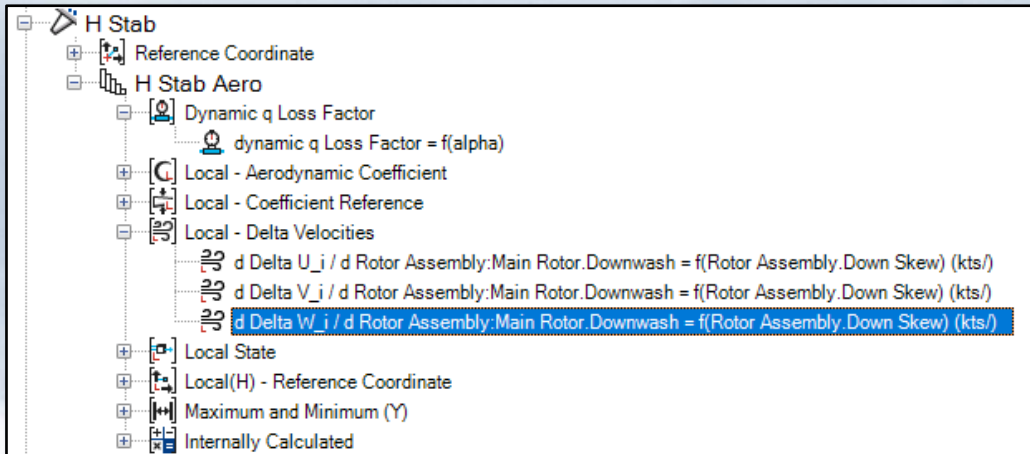 H Stab
Reference Coordinate
H Stab Aero
Dynamic q Loss Factor
dynamic q Loss Factor = f(alpha)
Local - Aerodynamic Coefficient
Local - Coefficient Reference
Local - Delta Velocities
d Delta U_i / d Rotor Assembly:Main Rotor.Downwash = f(Rotor Assembly.Down Skew) (kts/)
d Delta V_i / d Rotor Assembly:Main Rotor.Downwash = f(Rotor Assembly.Down Skew) (kts/)
d Delta W_i / d Rotor Assembly:Main Rotor.Downwash = f(Rotor Assembly.Down Skew) (kts/)
Local State
Local(H) - Reference Coordinate
Maximum and Minimum (Y)
Internally Calculated